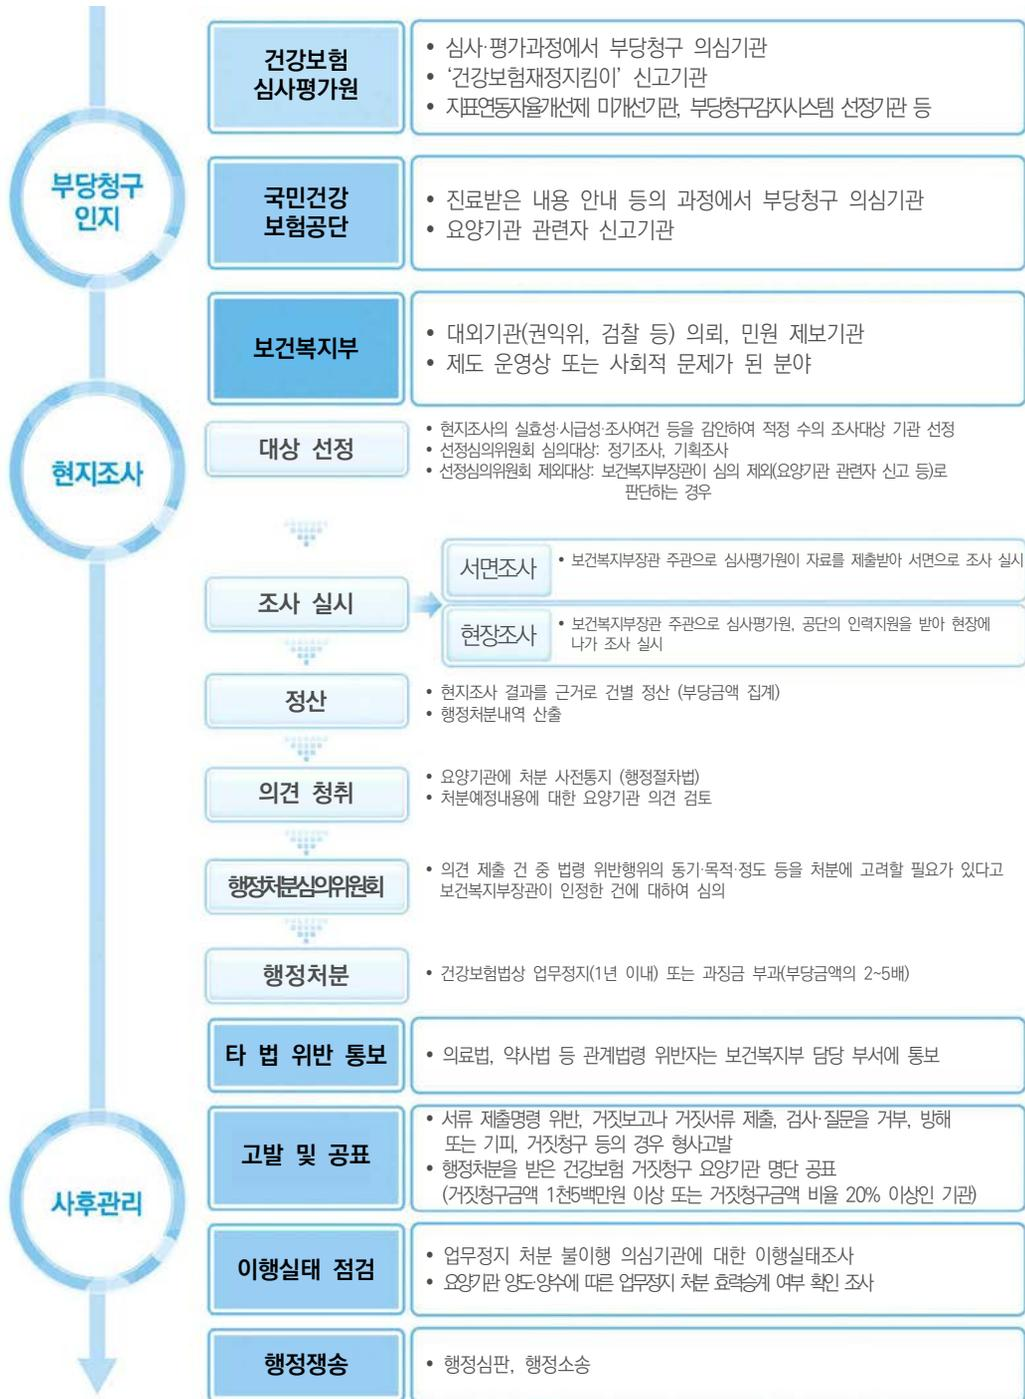 부당청구
인지
건강보험
심사평가원
• 심사·평가과정에서 부당청구 의심기관
• ‘건강보험재정지킴이’ 신고기관
• 지표연동자율개선제 미개선기관, 부당청구감지시스템 선정기관 등
국민건강
보험공단
• 진료받은 내용 안내 등의 과정에서 부당청구 의심기관
• 요양기관 관련자 신고기관
보건복지부
• 대외기관(권익위, 검찰 등) 의뢰, 민원 제보기관
• 제도 운영상 또는 사회적 문제가 된 분야
현지조사
대상 선정
• 현지조사의 실효성·시급성·조사여건 등을 감안하여 적정 수의 조사대상 기관 선정
• 선정심의위원회 심의대상: 정기조사, 기획조사
• 선정심의위원회 제외대상: 보건복지부장관이 심의 제외(요양기관 관련자 신고 등)로
판단하는 경우
조사 실시
서면조사
• 보건복지부장관 주관으로 심사평가원이 자료를 제출받아 서면으로 조사 실시
현장조사
• 보건복지부장관 주관으로 심사평가원, 공단의 인력지원을 받아 현장에
나가 조사 실시
정산
• 현지조사 결과를 근거로 건별 정산 (부당금액 집계)
• 행정처분내역 산출
의견 청취
• 요양기관에 처분 사전통지 (행정절차법)
• 처분예정내용에 대한 요양기관 의견 검토
행정처분심의위원회
• 의견 제출 건 중 법령 위반행위의 동기·목적·정도 등을 처분에 고려할 필요가 있다고
보건복지부장관이 인정한 건에 대하여 심의
행정처분
• 건강보험법상 업무정지(1년 이내) 또는 과징금 부과(부당금액의 2~5배)
사후관리
타 법 위반 통보
• 의료법, 약사법 등 관계법령 위반자는 보건복지부 담당 부서에 통보
고발 및 공표
• 서류 제출명령 위반, 거짓보고나 거짓서류 제출, 검사·질문을 거부, 방해
또는 기피, 거짓청구 등의 경우 형사고발
• 행정처분을 받은 건강보험 거짓청구 요양기관 명단 공표
(거짓청구금액 1천5백만원 이상 또는 거짓청구금액 비율 20% 이상인 기관)
이행실태 점검
• 업무정지 처분 불이행 의심기관에 대한 이행실태조사
• 요양기관 양도·양수에 따른 업무정지 처분 효력승계 여부 확인 조사
행정쟁송
• 행정심판, 행정소송